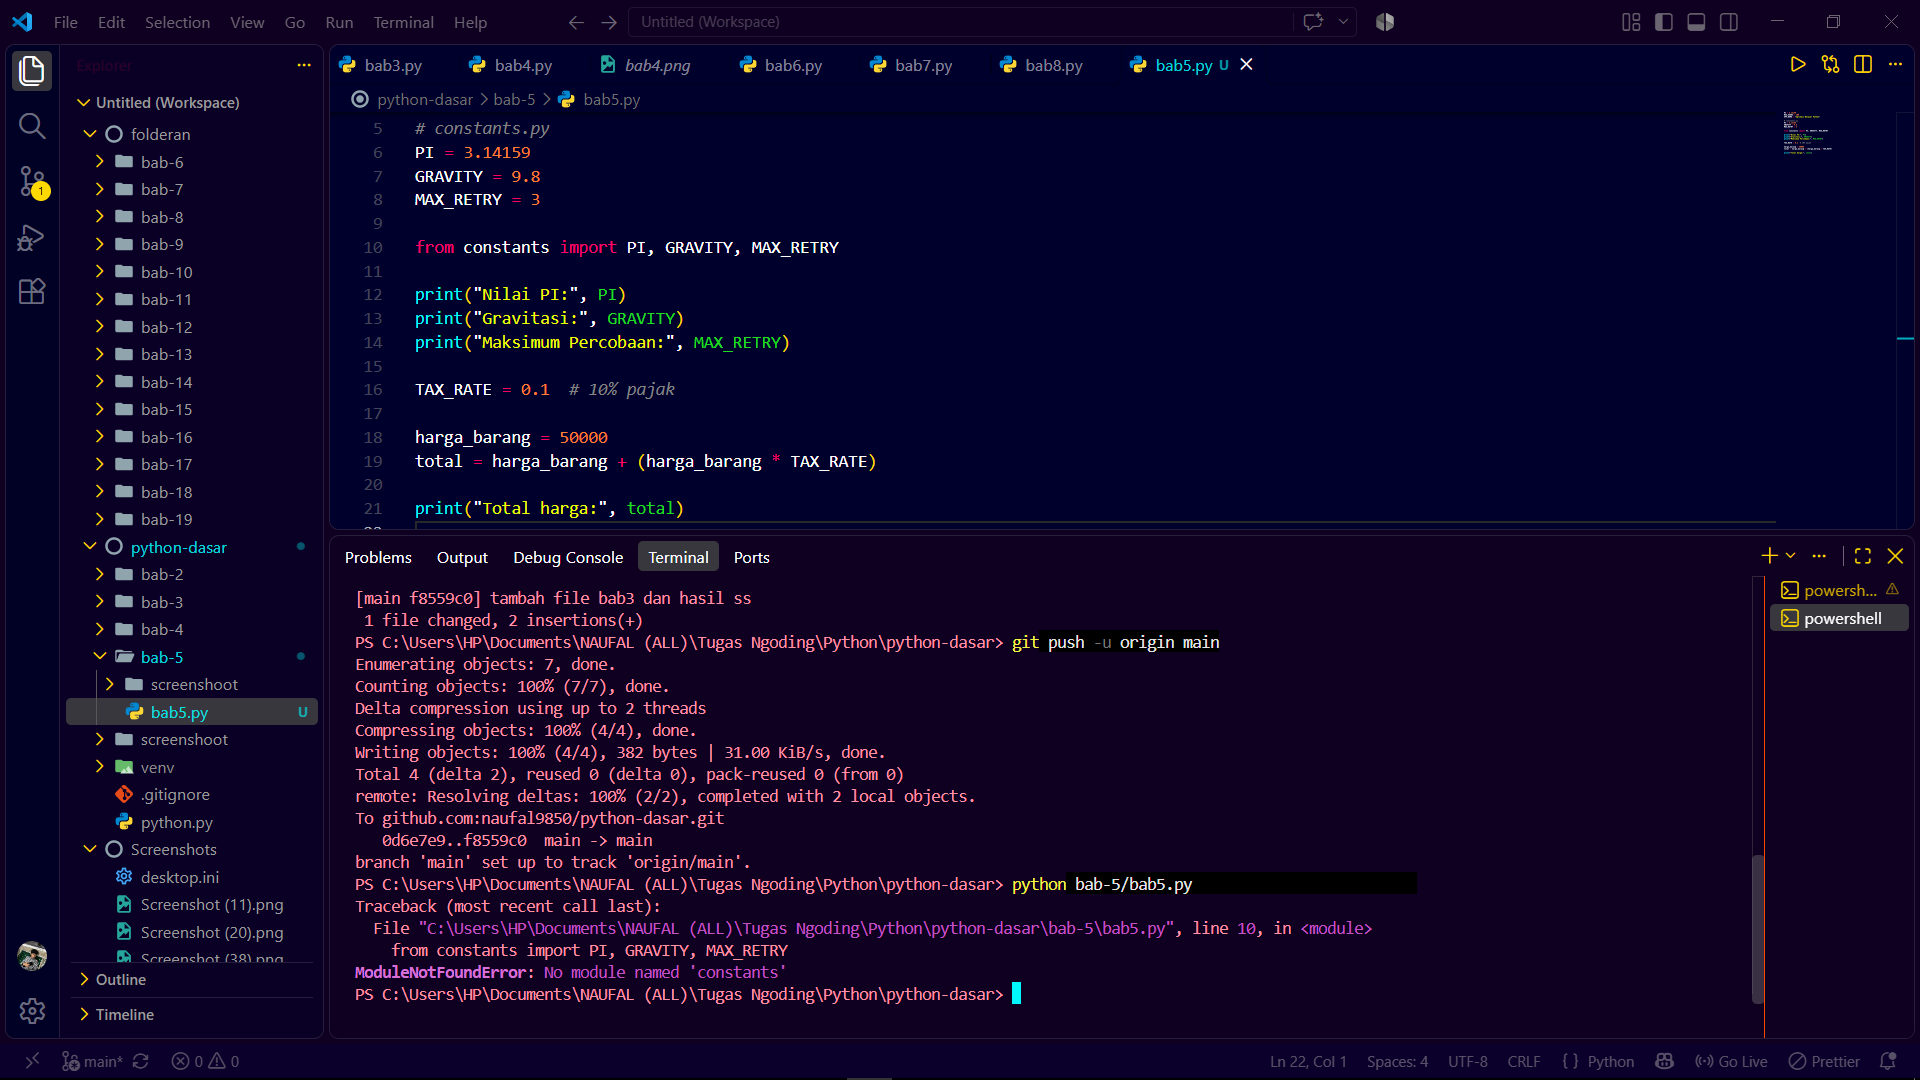 File Edit Selection View Go Run Terminal Help
Untitled (Workspace)
Explorer
Untitled (Workspace)
folderan
bab-6
bab-7
bab-8
bab-9
bab-10
bab-11
bab-12
bab-13
bab-14
bab-15
bab-16
bab-17
bab-18
bab-19
python-dasar
bab-2
bab-3
bab-4
bab-5
screenshoot
bab5.py U
screenshoot
venv
.gitignore
python.py
Screenshots
desktop.ini
Screenshot (11).png
Screenshot (20).png
Screenshot (38).png
Outline
Timeline
bab3.py bab4.py bab4.png bab6.py bab7.py bab8.py bab5.py U
python-dasar > bab-5 > bab5.py
5 # constants.py
6 PI = 3.14159
7 GRAVITY = 9.8
8 MAX_RETRY = 3
9
10 from constants import PI, GRAVITY, MAX_RETRY
11
12 print("Nilai PI:", PI)
13 print("Gravitasi:", GRAVITY)
14 print("Maksimum Percobaan:", MAX_RETRY)
15
16 TAX_RATE = 0.1  # 10% pajak
17
18 harga_barang = 50000
19 total = harga_barang + (harga_barang * TAX_RATE)
20
21 print("Total harga:", total)
22
Problems Output Debug Console Terminal Ports
[main f8559c0] tambah file bab3 dan hasil ss
1 file changed, 2 insertions(+)
PS C:\Users\HP\Documents\NAUFAL (ALL)\Tugas Ngoding\Python\python-dasar> git push -u origin main
Enumerating objects: 7, done.
Counting objects: 100% (7/7), done.
Delta compression using up to 2 threads
Compressing objects: 100% (4/4), done.
Writing objects: 100% (4/4), 382 bytes | 31.00 KiB/s, done.
Total 4 (delta 2), reused 0 (delta 0), pack-reused 0 (from 0)
remote: Resolving deltas: 100% (2/2), completed with 2 local objects.
To github.com:naufal9850/python-dasar.git
0d6e7e9..f8559c0  main -> main
branch 'main' set up to track 'origin/main'.
PS C:\Users\HP\Documents\NAUFAL (ALL)\Tugas Ngoding\Python\python-dasar> python bab-5/bab5.py
Traceback (most recent call last):
File "C:\Users\HP\Documents\NAUFAL (ALL)\Tugas Ngoding\Python\python-dasar\bab-5\bab5.py", line 10, in <module>
from constants import PI, GRAVITY, MAX_RETRY
ModuleNotFoundError: No module named 'constants'
PS C:\Users\HP\Documents\NAUFAL (ALL)\Tugas Ngoding\Python\python-dasar>
powersh...
powershell
1
main* 0 0 Ln 22, Col 1 Spaces: 4 UTF-8 CRLF { } Python Go Live Prettier